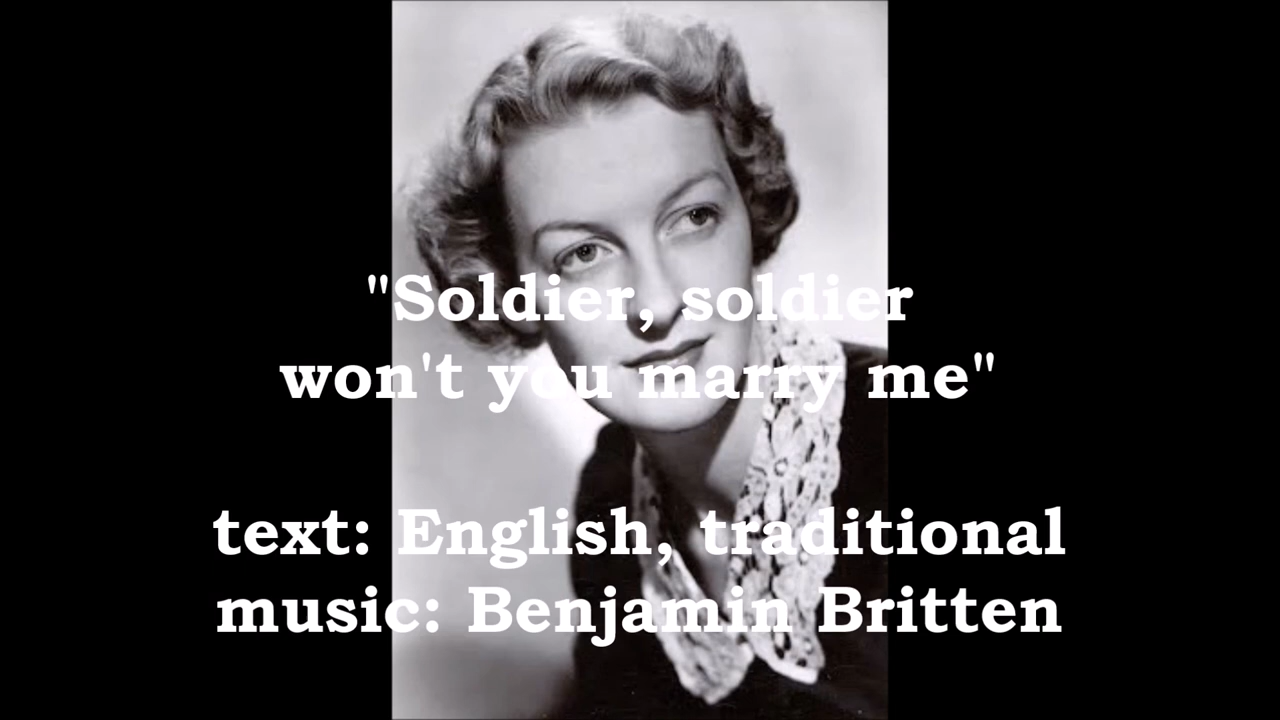 "Soldier, soldier
won't you marry me"
text: English, traditional
music: Benjamin Britten